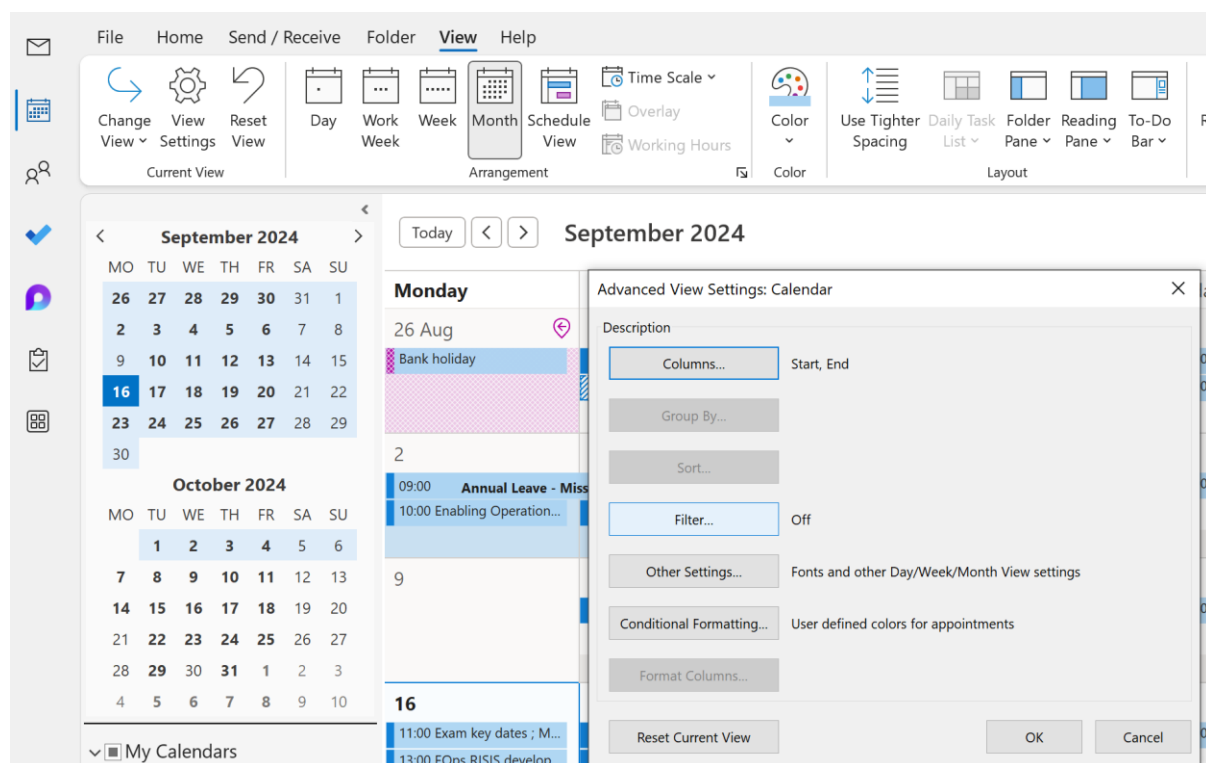 File Home Send / Receive Folder View Help
Change View View Settings Reset View Day Work Week Week Month Schedule View
Time Scale
Overlay
Working Hours
Color Use Tighter Spacing Daily Task List Folder Pane Reading Pane To-Do Bar
Current View Arrangement Color Layout
September 2024
MO TU WE TH FR SA SU
26 27 28 29 30 31 1
2 3 4 5 6 7 8
9 10 11 12 13 14 15
16 17 18 19 20 21 22
23 24 25 26 27 28 29
30
October 2024
MO TU WE TH FR SA SU
1 2 3 4 5 6
7 8 9 10 11 12 13
14 15 16 17 18 19 20
21 22 23 24 25 26 27
28 29 30 31 1 2 3
4 5 6 7 8 9 10
My Calendars
Today September 2024
Monday
26 Aug
Bank holiday
2
09:00 Annual Leave - Miss
10:00 Enabling Operation...
9
16
11:00 Exam key dates ; M...
13:00 EOps RISIS develop
Advanced View Settings: Calendar
Description
Columns... Start, End
Group By...
Sort...
Filter... Off
Other Settings... Fonts and other Day/Week/Month View settings
Conditional Formatting... User defined colors for appointments
Format Columns...
Reset Current View OK Cancel